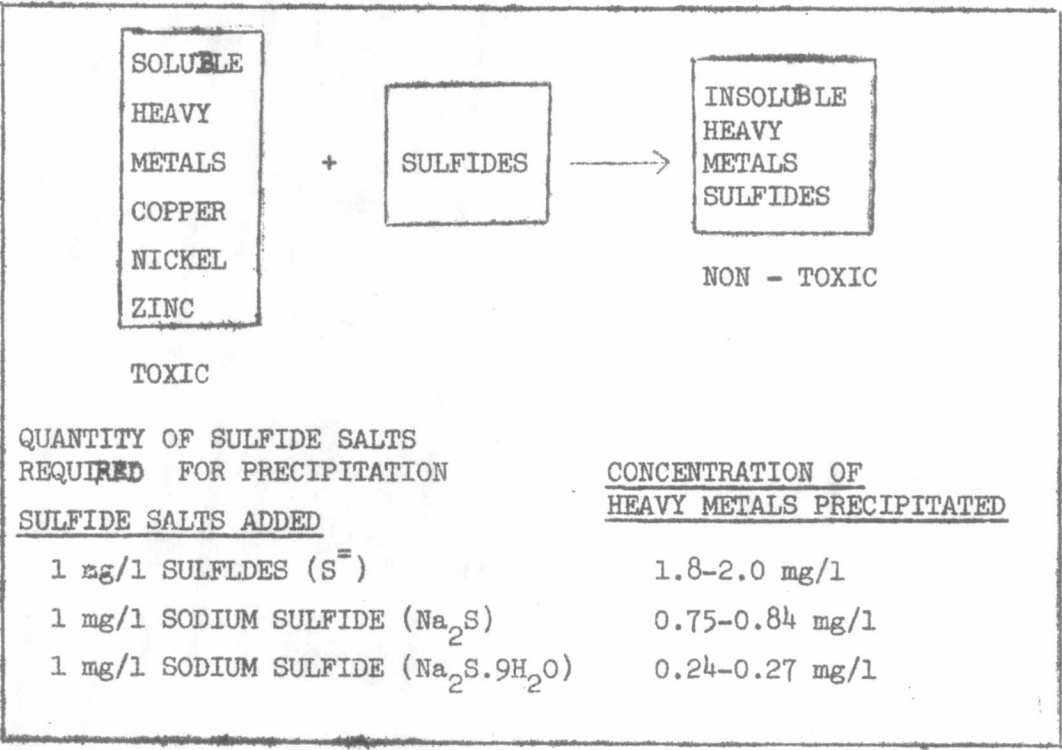 SOLUBLE
HEAVY
METALS
COPPER
NICKEL
ZINC
TOXIC
+
SULFIDES
→
INSOLUBLE
HEAVY
METALS
SULFIDES
NON - TOXIC
QUANTITY OF SULFIDE SALTS
REQUIRED FOR PRECIPITATION
SULFIDE SALTS ADDED
CONCENTRATION OF
HEAVY METALS PRECIPITATED
1 mg/l SULFLDES (S⁼) 1.8-2.0 mg/l
1 mg/l SODIUM SULFIDE (Na₂S) 0.75-0.84 mg/l
1 mg/l SODIUM SULFIDE (Na₂S.9H₂O) 0.24-0.27 mg/l